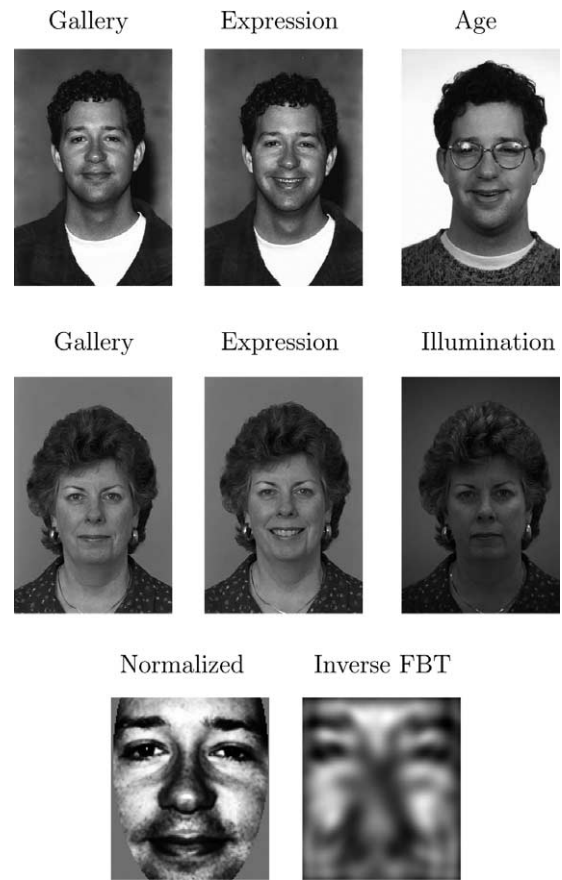 Gallery Expression Age
Gallery Expression Illumination
Normalized Inverse FBT